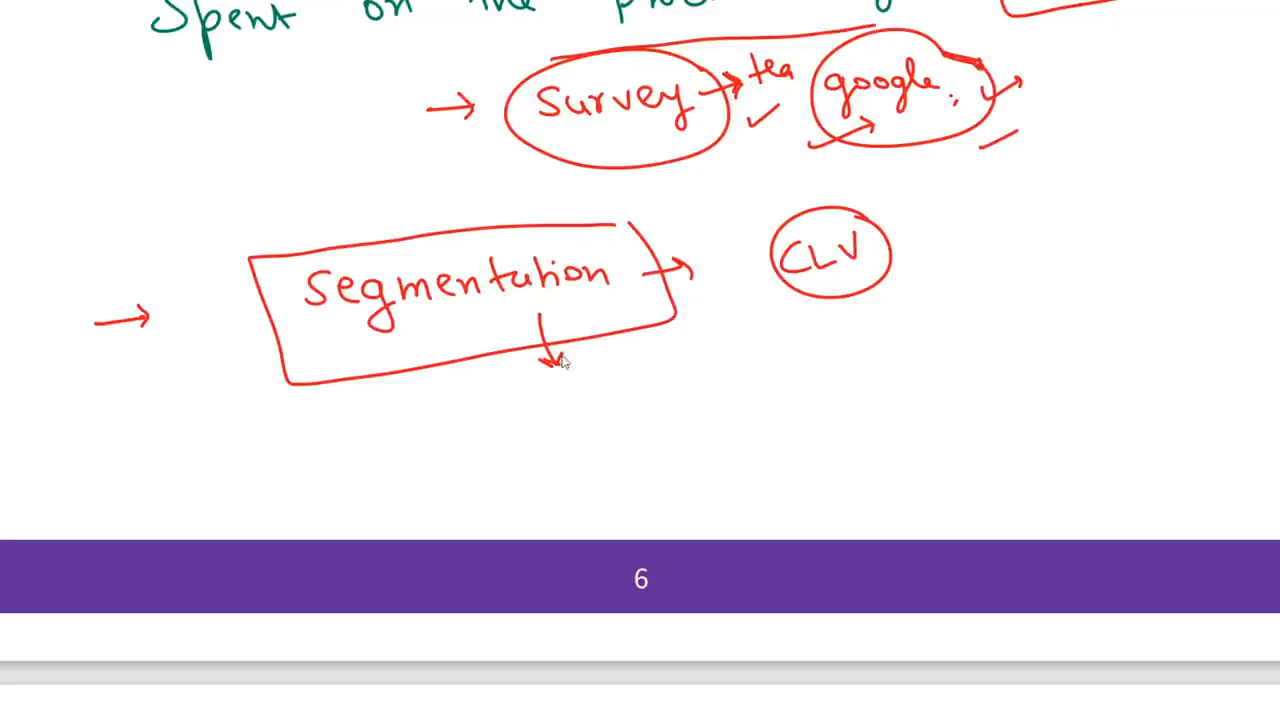 Spent on the
survey → tea google.
Segmentation → CLV
6